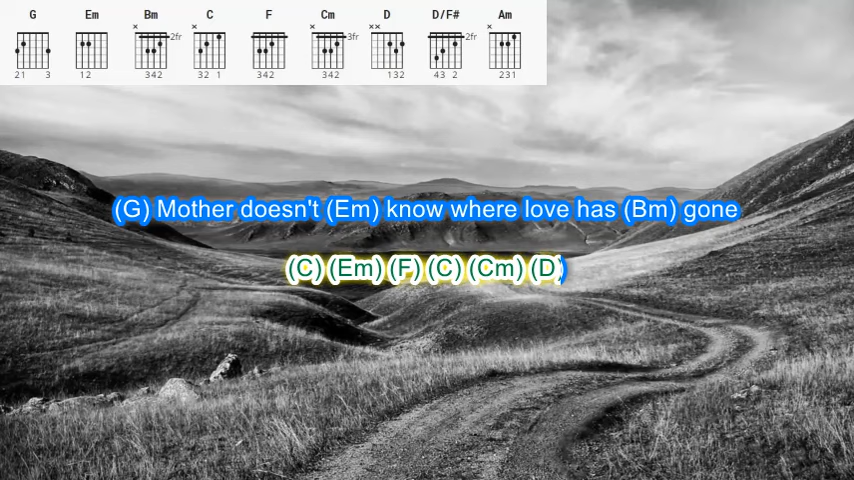 G Em Bm C F Cm D D/F# Am
× × × ×× ×
2fr 3fr 2fr
21 3 12 342 32 1 342 342 132 43 2 231
(G) Mother doesn't (Em) know where love has (Bm) gone
(C) (Em) (F) (C) (Cm) (D)